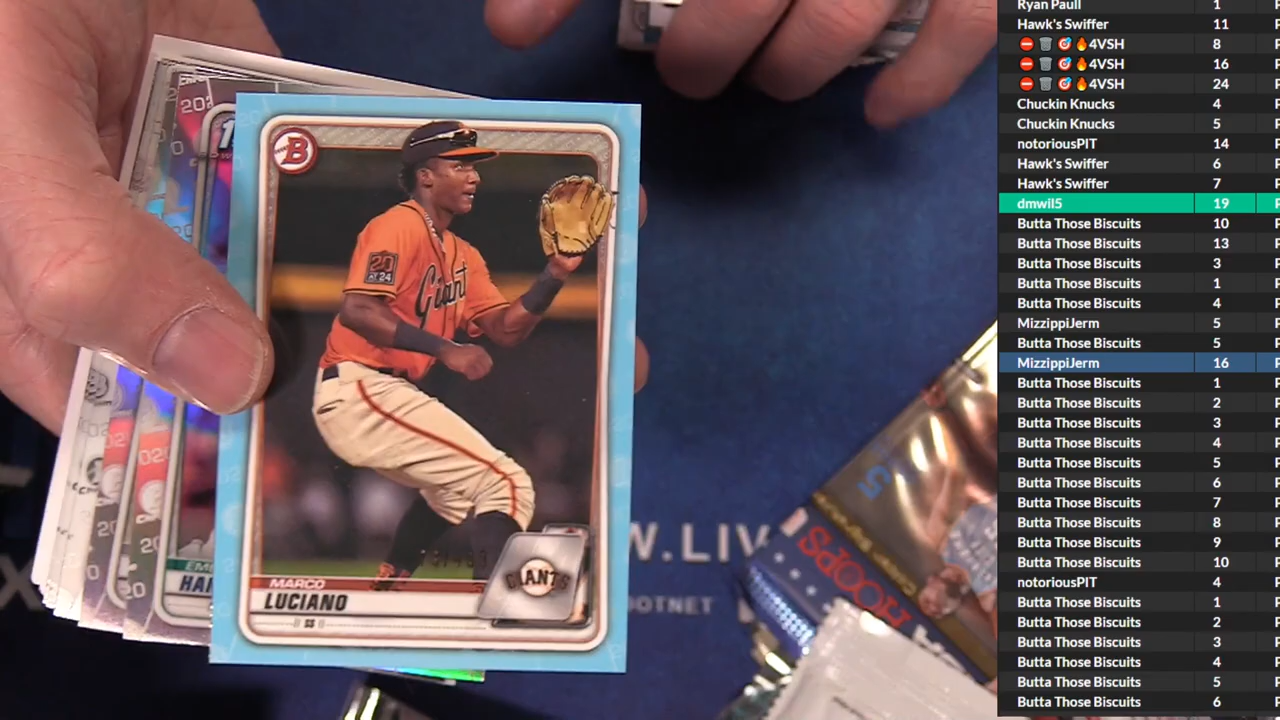 B
20
AY 24
Giants
MARCO
LUCIANO
SS
GIANTS
HOOPS
W.LIV
OOTNET
Ryan Paull 1 P
Hawk's Swiffer 11 P
⛔🗑️🎯🔥4VSH 8 P
⛔🗑️🎯🔥4VSH 16 P
⛔🗑️🎯🔥4VSH 24 P
Chuckin Knucks 4 P
Chuckin Knucks 5 P
notoriousPIT 14 P
Hawk's Swiffer 6 P
Hawk's Swiffer 7 P
dmwil5 19 P
Butta Those Biscuits 10 P
Butta Those Biscuits 13 P
Butta Those Biscuits 3 P
Butta Those Biscuits 1 P
Butta Those Biscuits 4 P
MizzippiJerm 5 P
Butta Those Biscuits 5 P
MizzippiJerm 16 P
Butta Those Biscuits 1 P
Butta Those Biscuits 2 P
Butta Those Biscuits 3 P
Butta Those Biscuits 4 P
Butta Those Biscuits 5 P
Butta Those Biscuits 6 P
Butta Those Biscuits 7 P
Butta Those Biscuits 8 P
Butta Those Biscuits 9 P
Butta Those Biscuits 10 P
notoriousPIT 4 P
Butta Those Biscuits 1 P
Butta Those Biscuits 2 P
Butta Those Biscuits 3 P
Butta Those Biscuits 4 P
Butta Those Biscuits 5 P
Butta Those Biscuits 6 P